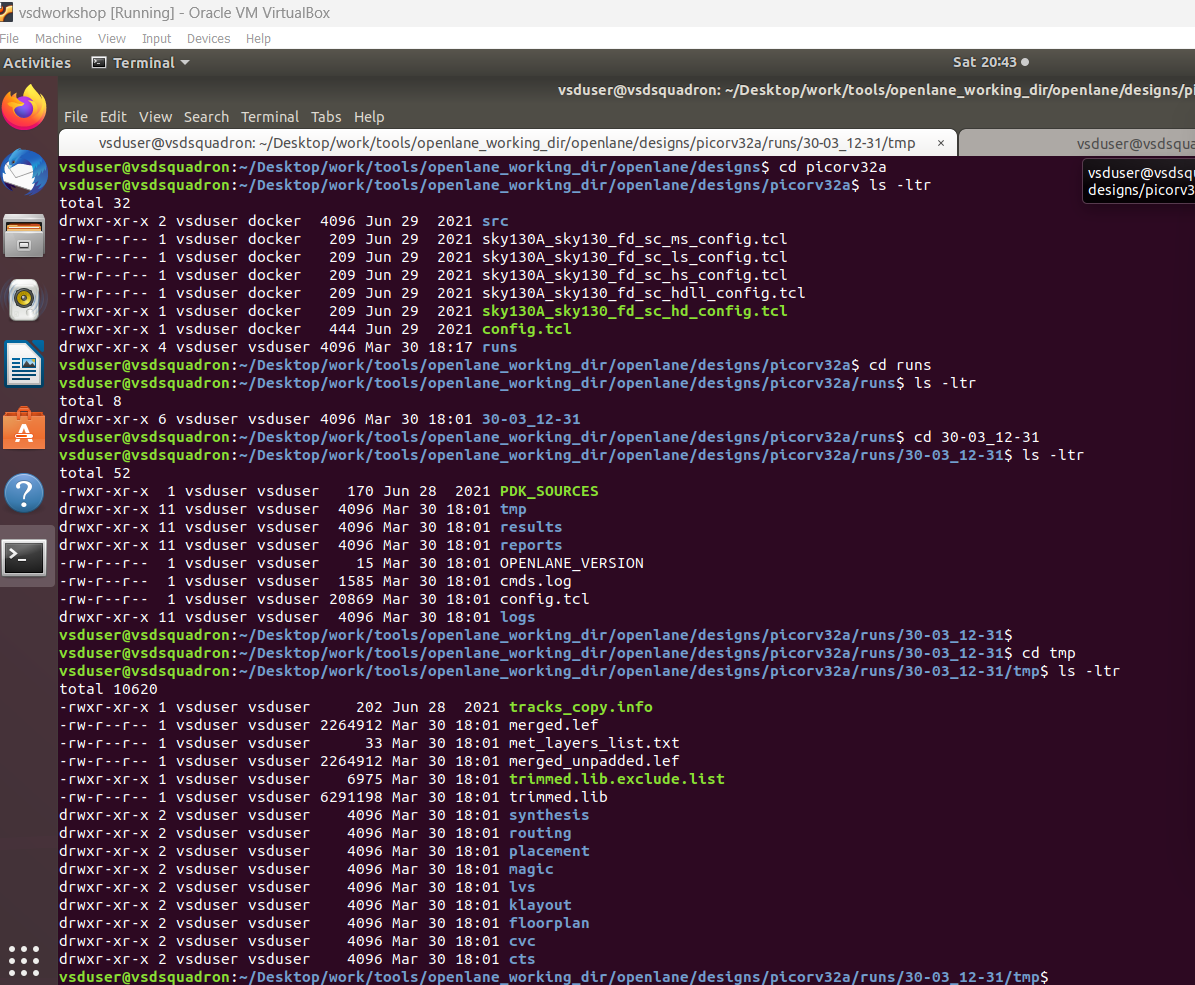 vsdworkshop [Running] - Oracle VM VirtualBox
File Machine View Input Devices Help
Activities Terminal Sat 20:43
vsduser@vsdsquadron: ~/Desktop/work/tools/openlane_working_dir/openlane/designs/pi
File Edit View Search Terminal Tabs Help
vsduser@vsdsquadron: ~/Desktop/work/tools/openlane_working_dir/openlane/designs/picorv32a/runs/30-03_12-31/tmp × vsduser@vsdsqua
vsduser@vsdsqu
designs/picorv3
vsduser@vsdsquadron:~/Desktop/work/tools/openlane_working_dir/openlane/designs$ cd picorv32a
vsduser@vsdsquadron:~/Desktop/work/tools/openlane_working_dir/openlane/designs/picorv32a$ ls -ltr
total 32
drwxr-xr-x 2 vsduser docker  4096 Jun 29  2021 src
-rw-r--r-- 1 vsduser docker   209 Jun 29  2021 sky130A_sky130_fd_sc_ms_config.tcl
-rw-r--r-- 1 vsduser docker   209 Jun 29  2021 sky130A_sky130_fd_sc_ls_config.tcl
-rw-r--r-- 1 vsduser docker   209 Jun 29  2021 sky130A_sky130_fd_sc_hs_config.tcl
-rw-r--r-- 1 vsduser docker   209 Jun 29  2021 sky130A_sky130_fd_sc_hdll_config.tcl
-rwxr-xr-x 1 vsduser docker   209 Jun 29  2021 sky130A_sky130_fd_sc_hd_config.tcl
-rwxr-xr-x 1 vsduser docker   444 Jun 29  2021 config.tcl
drwxr-xr-x 4 vsduser vsduser 4096 Mar 30 18:17 runs
vsduser@vsdsquadron:~/Desktop/work/tools/openlane_working_dir/openlane/designs/picorv32a$ cd runs
vsduser@vsdsquadron:~/Desktop/work/tools/openlane_working_dir/openlane/designs/picorv32a/runs$ ls -ltr
total 8
drwxr-xr-x 6 vsduser vsduser 4096 Mar 30 18:01 30-03_12-31
vsduser@vsdsquadron:~/Desktop/work/tools/openlane_working_dir/openlane/designs/picorv32a/runs$ cd 30-03_12-31
vsduser@vsdsquadron:~/Desktop/work/tools/openlane_working_dir/openlane/designs/picorv32a/runs/30-03_12-31$ ls -ltr
total 52
-rwxr-xr-x  1 vsduser vsduser   170 Jun 28  2021 PDK_SOURCES
drwxr-xr-x 11 vsduser vsduser  4096 Mar 30 18:01 tmp
drwxr-xr-x 11 vsduser vsduser  4096 Mar 30 18:01 results
drwxr-xr-x 11 vsduser vsduser  4096 Mar 30 18:01 reports
-rw-r--r--  1 vsduser vsduser    15 Mar 30 18:01 OPENLANE_VERSION
-rw-r--r--  1 vsduser vsduser  1585 Mar 30 18:01 cmds.log
-rw-r--r--  1 vsduser vsduser 20869 Mar 30 18:01 config.tcl
drwxr-xr-x 11 vsduser vsduser  4096 Mar 30 18:01 logs
vsduser@vsdsquadron:~/Desktop/work/tools/openlane_working_dir/openlane/designs/picorv32a/runs/30-03_12-31$
vsduser@vsdsquadron:~/Desktop/work/tools/openlane_working_dir/openlane/designs/picorv32a/runs/30-03_12-31$ cd tmp
vsduser@vsdsquadron:~/Desktop/work/tools/openlane_working_dir/openlane/designs/picorv32a/runs/30-03_12-31/tmp$ ls -ltr
total 10620
-rwxr-xr-x 1 vsduser vsduser     202 Jun 28  2021 tracks_copy.info
-rw-r--r-- 1 vsduser vsduser 2264912 Mar 30 18:01 merged.lef
-rw-r--r-- 1 vsduser vsduser      33 Mar 30 18:01 met_layers_list.txt
-rw-r--r-- 1 vsduser vsduser 2264912 Mar 30 18:01 merged_unpadded.lef
-rwxr-xr-x 1 vsduser vsduser    6975 Mar 30 18:01 trimmed.lib.exclude.list
-rw-r--r-- 1 vsduser vsduser 6291198 Mar 30 18:01 trimmed.lib
drwxr-xr-x 2 vsduser vsduser    4096 Mar 30 18:01 synthesis
drwxr-xr-x 2 vsduser vsduser    4096 Mar 30 18:01 routing
drwxr-xr-x 2 vsduser vsduser    4096 Mar 30 18:01 placement
drwxr-xr-x 2 vsduser vsduser    4096 Mar 30 18:01 magic
drwxr-xr-x 2 vsduser vsduser    4096 Mar 30 18:01 lvs
drwxr-xr-x 2 vsduser vsduser    4096 Mar 30 18:01 klayout
drwxr-xr-x 2 vsduser vsduser    4096 Mar 30 18:01 floorplan
drwxr-xr-x 2 vsduser vsduser    4096 Mar 30 18:01 cvc
drwxr-xr-x 2 vsduser vsduser    4096 Mar 30 18:01 cts
vsduser@vsdsquadron:~/Desktop/work/tools/openlane_working_dir/openlane/designs/picorv32a/runs/30-03_12-31/tmp$